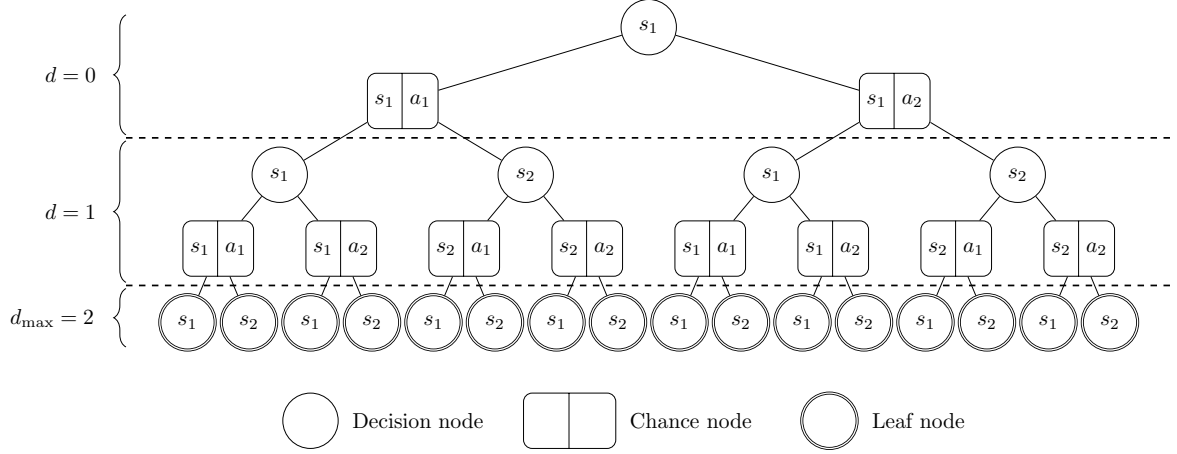 s₁
d = 0
s₁ a₁ s₁ a₂
s₁ s₂ s₁ s₂
d = 1
s₁ a₁ s₁ a₂ s₂ a₁ s₂ a₂ s₁ a₁ s₁ a₂ s₂ a₁ s₂ a₂
d_max = 2
s₁ s₂ s₁ s₂ s₁ s₂ s₁ s₂ s₁ s₂ s₁ s₂ s₁ s₂ s₁ s₂
Decision node Chance node Leaf node